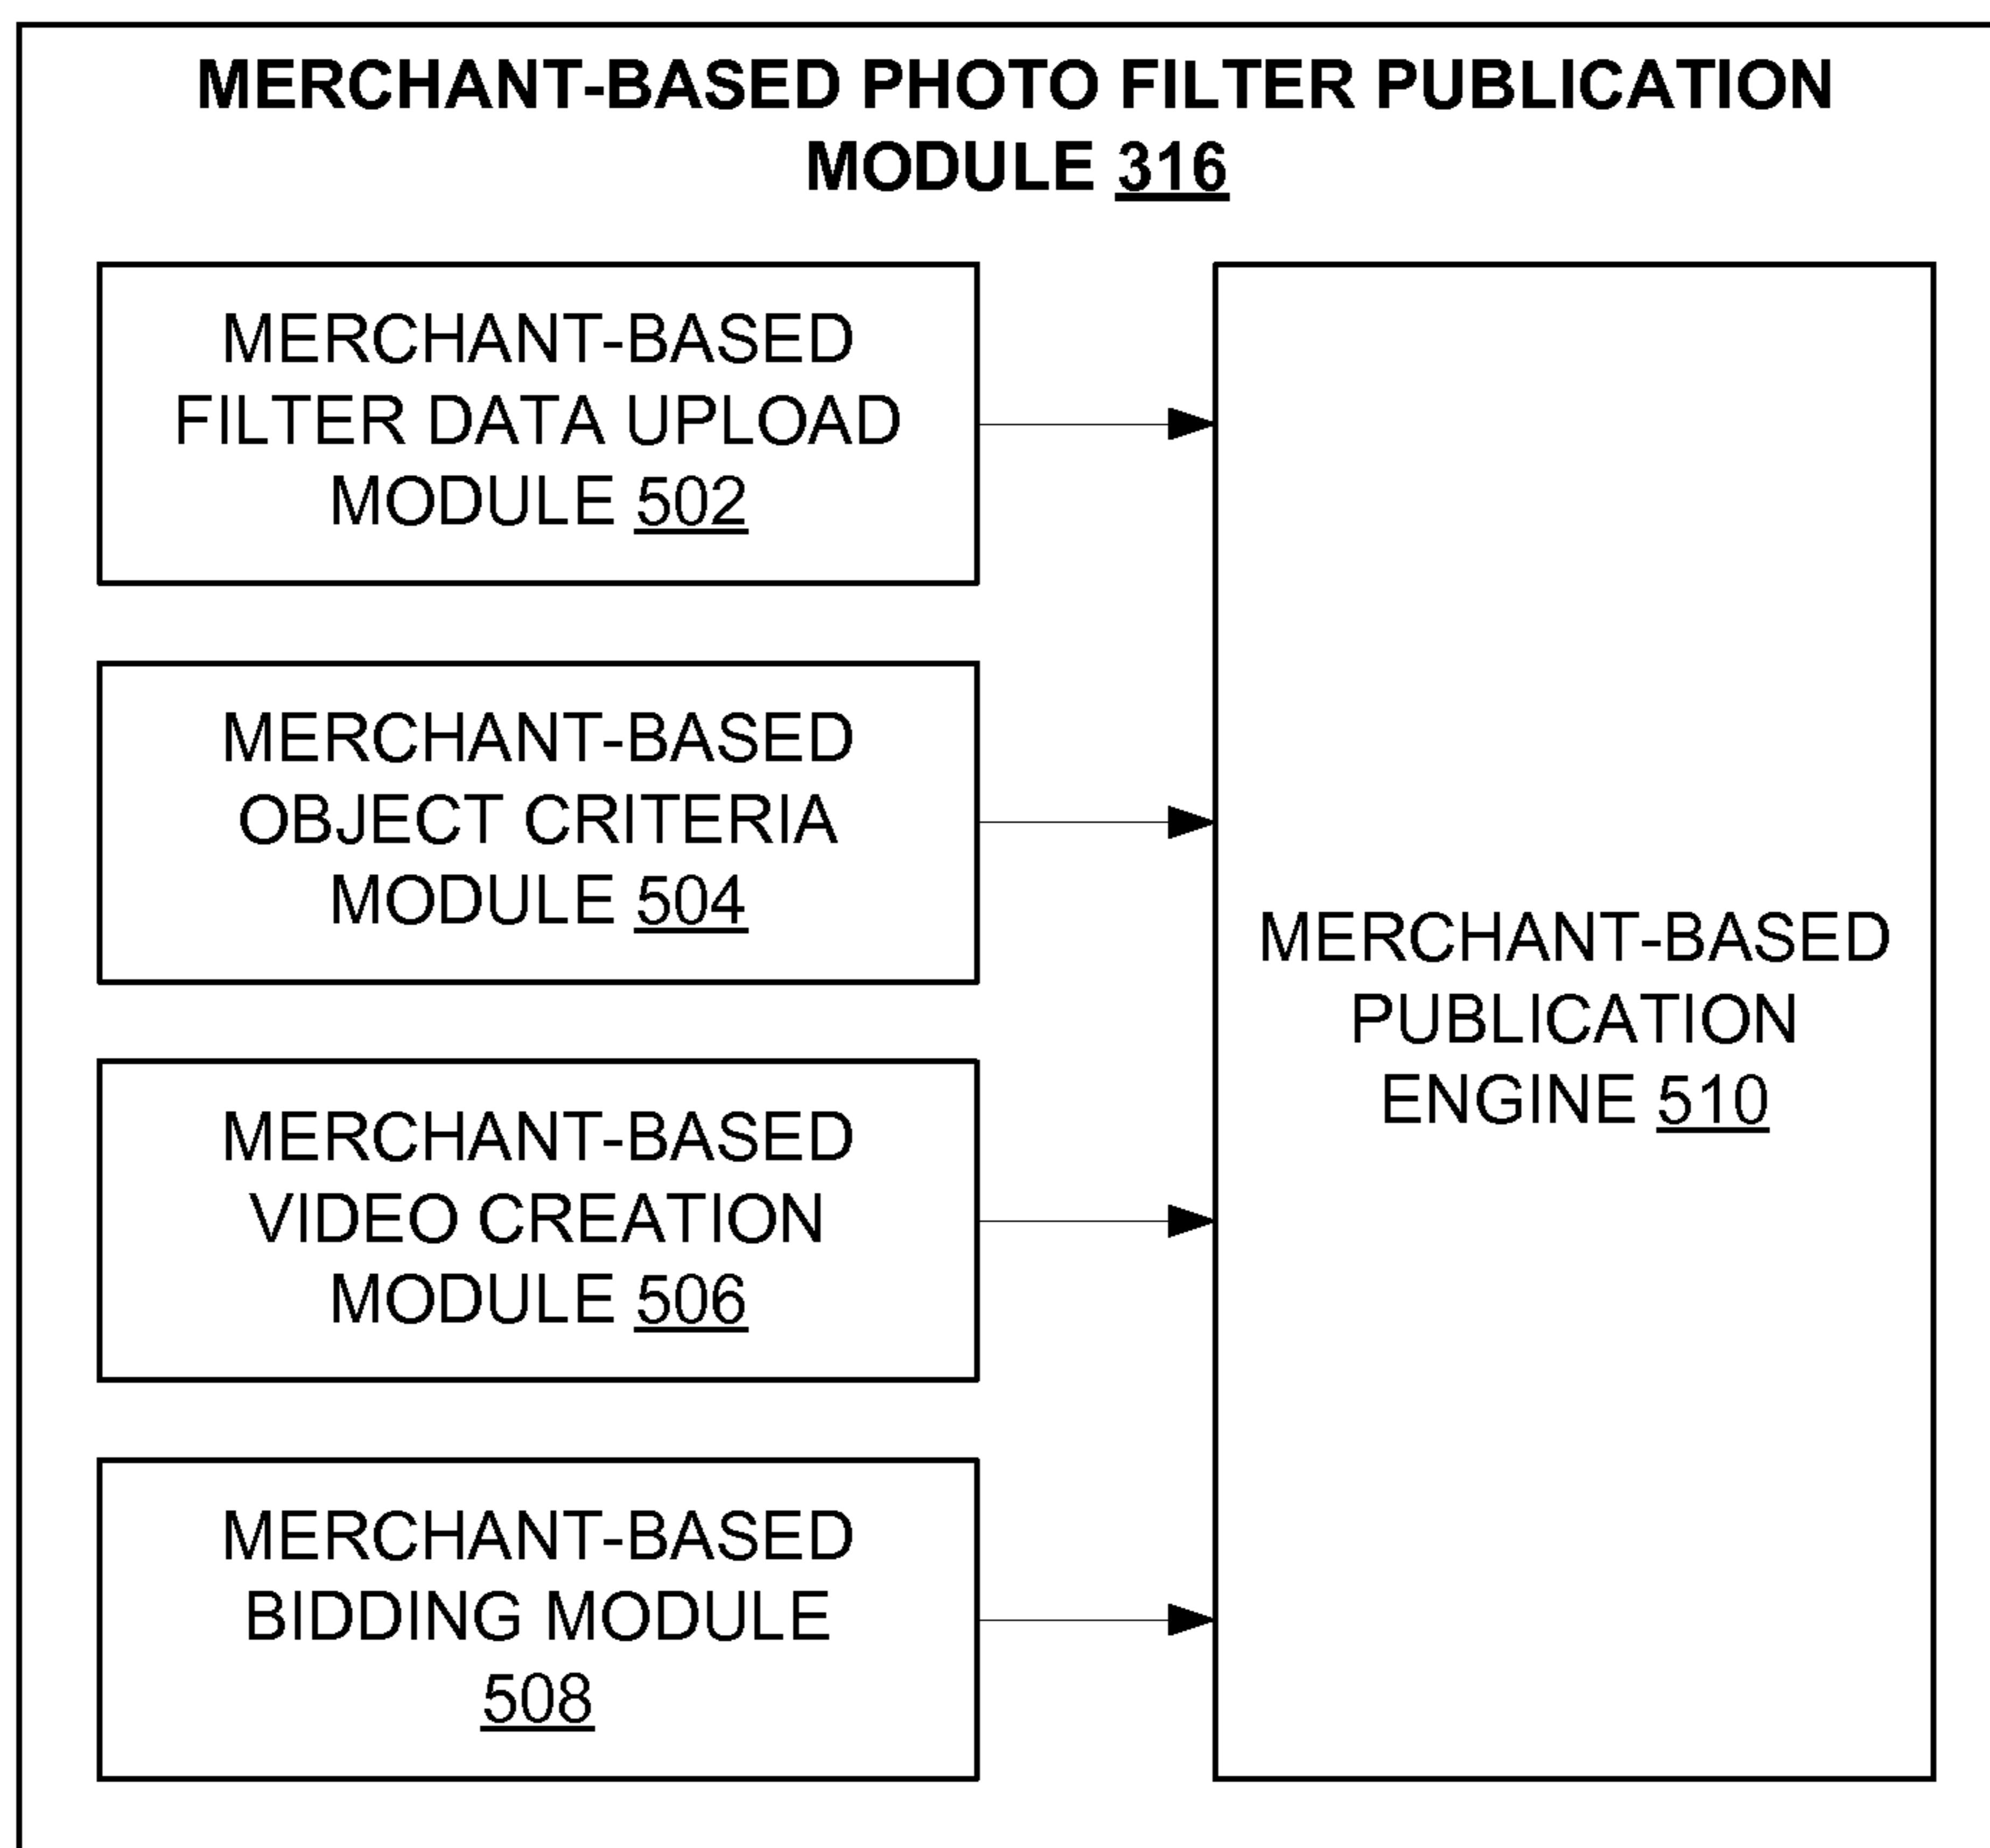 MERCHANT-BASED PHOTO FILTER PUBLICATION
MODULE 316
MERCHANT-BASED
FILTER DATA UPLOAD
MODULE 502
MERCHANT-BASED
OBJECT CRITERIA
MODULE 504
MERCHANT-BASED
VIDEO CREATION
MODULE 506
MERCHANT-BASED
BIDDING MODULE
508
MERCHANT-BASED
PUBLICATION
ENGINE 510